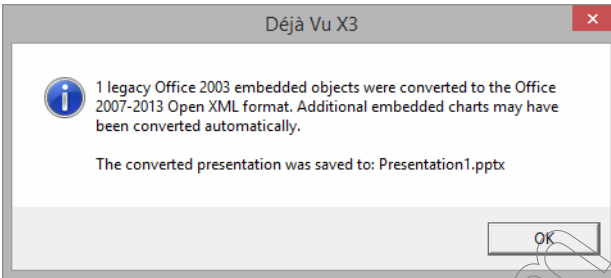 Déjà Vu X3
1 legacy Office 2003 embedded objects were converted to the Office
2007-2013 Open XML format. Additional embedded charts may have
been converted automatically.
The converted presentation was saved to: Presentation1.pptx
OK